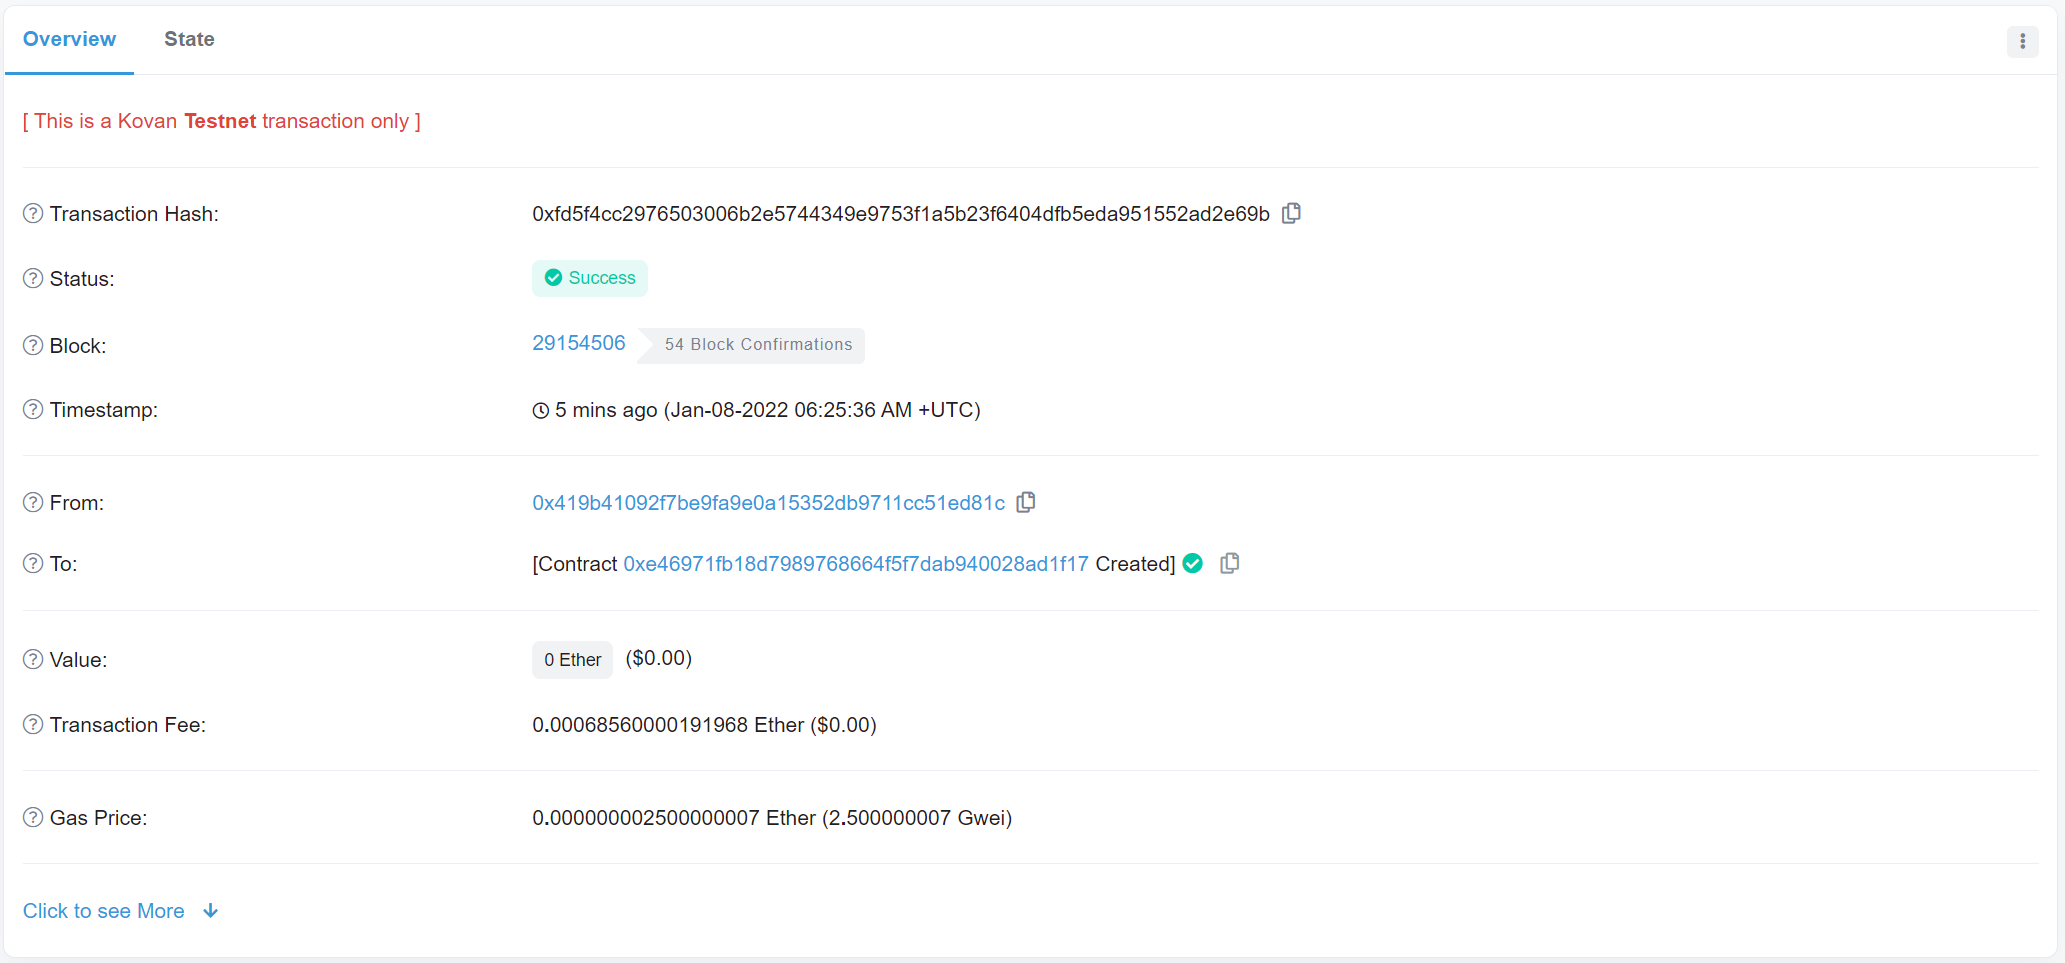 Overview State
[ This is a Kovan Testnet transaction only ]
Transaction Hash: 0xfd5f4cc2976503006b2e5744349e9753f1a5b23f6404dfb5eda951552ad2e69b
Status: Success
Block: 29154506 54 Block Confirmations
Timestamp: 5 mins ago (Jan-08-2022 06:25:36 AM +UTC)
From: 0x419b41092f7be9fa9e0a15352db9711cc51ed81c
To: [Contract 0xe46971fb18d7989768664f5f7dab940028ad1f17 Created]
Value: 0 Ether ($0.00)
Transaction Fee: 0.00068560000191968 Ether ($0.00)
Gas Price: 0.000000002500000007 Ether (2.500000007 Gwei)
Click to see More